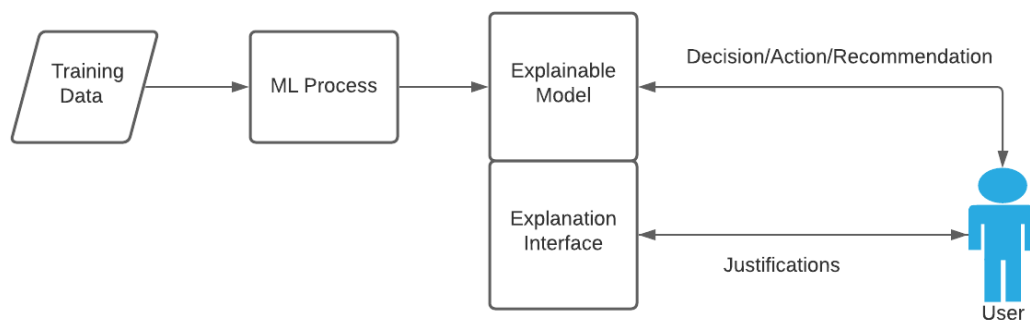 Training
Data
ML Process
Explainable
Model
Decision/Action/Recommendation
Explanation
Interface
Justifications
User